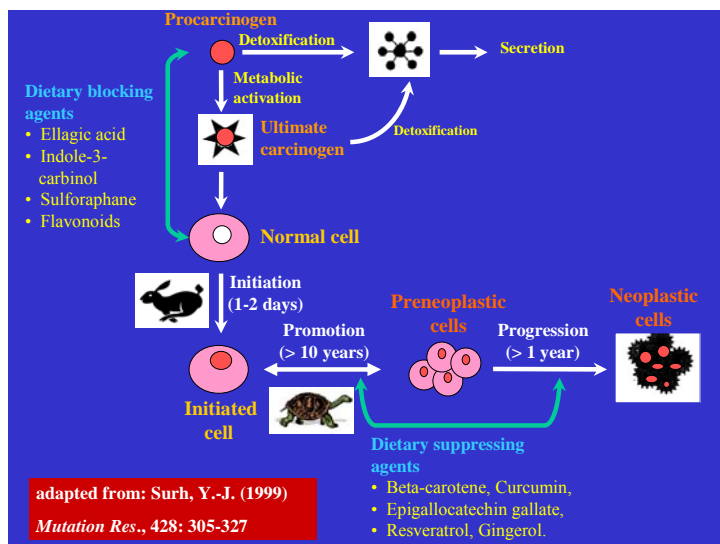 Procarcinogen
Detoxification
Secretion
Metabolic
activation
Dietary blocking
agents
• Ellagic acid
• Indole-3-
carbinol
• Sulforaphane
• Flavonoids
Ultimate
carcinogen
Detoxification
Normal cell
Initiation
(1-2 days)
Promotion
(> 10 years)
Preneoplastic
cells
Progression
(> 1 year)
Neoplastic
cells
Initiated
cell
Dietary suppressing
agents
• Beta-carotene, Curcumin,
• Epigallocatechin gallate,
• Resveratrol, Gingerol.
adapted from: Surh, Y.-J. (1999)
Mutation Res., 428: 305-327